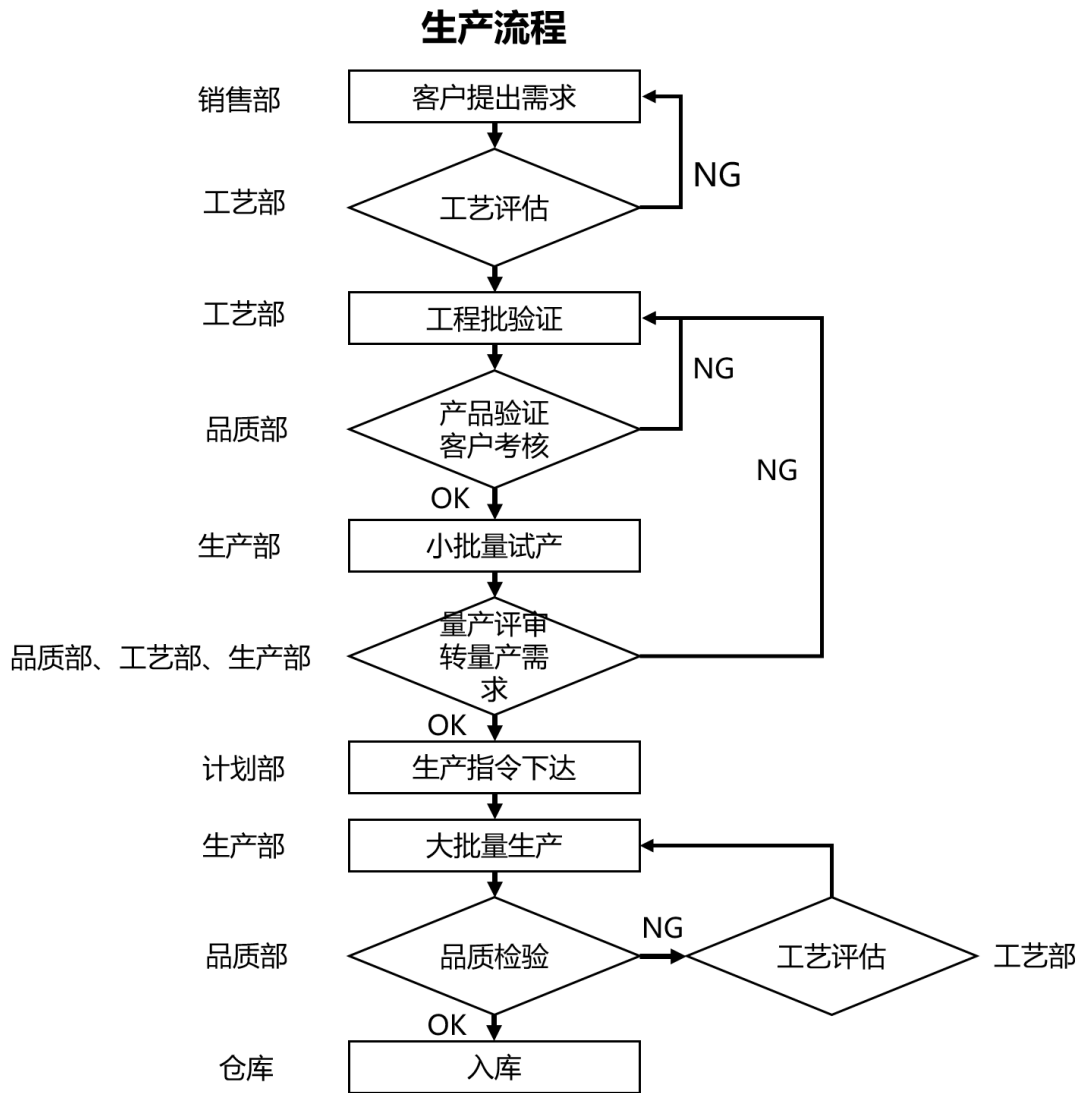 生产流程
销售部
客户提出需求
NG
工艺部
工艺评估
工艺部
工程批验证
NG
品质部
产品验证
客户考核
NG
OK
生产部
小批量试产
品质部、工艺部、生产部
量产评审
转量产需
求
OK
计划部
生产指令下达
生产部
大批量生产
品质部
品质检验
NG
工艺评估
工艺部
OK
仓库
入库